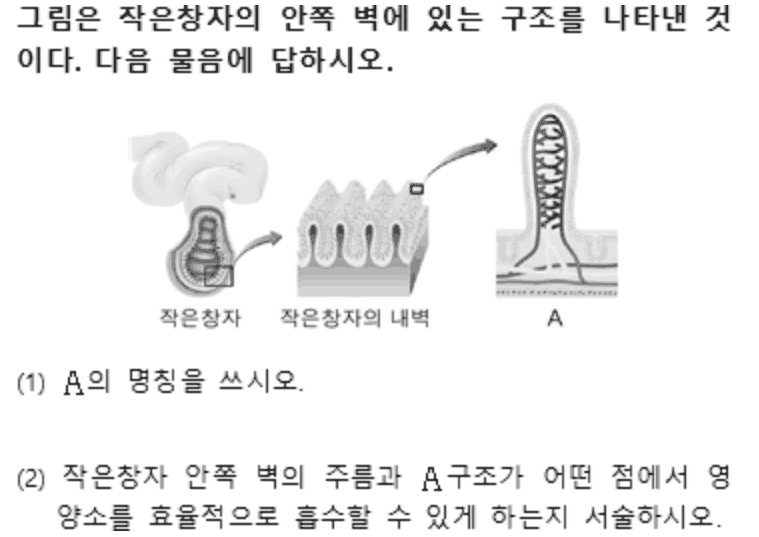 그림은 작은창자의 안쪽 벽에 있는 구조를 나타낸 것
이다. 다음 물음에 답하시오.
작은창자 작은창자의 내벽 A
(1) A의 명칭을 쓰시오.
(2) 작은창자 안쪽 벽의 주름과 A구조가 어떤 점에서 영
양소를 효율적으로 흡수할 수 있게 하는지 서술하시오.